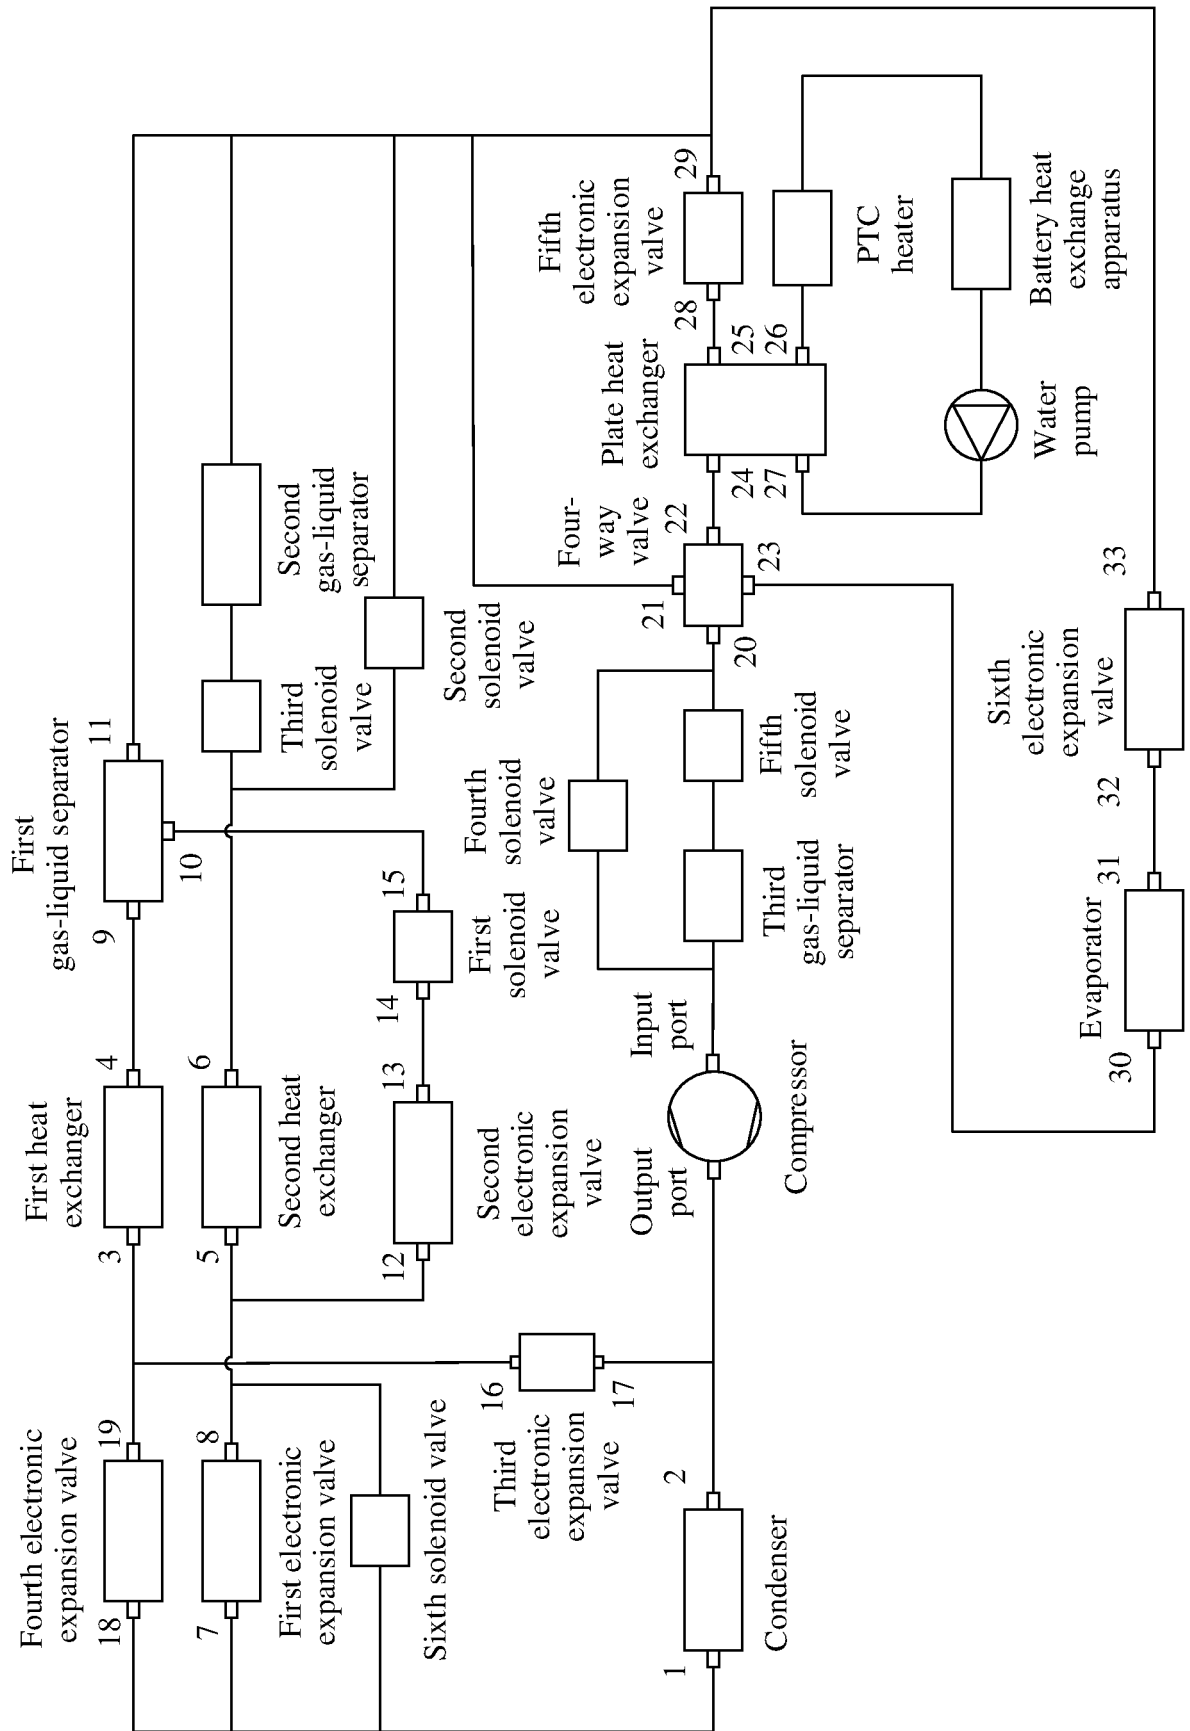 Fourth electronic
expansion valve
18
19
First heat
exchanger
3
4
First
gas-liquid separator
9
10
11
7
8
First electronic
expansion valve
5
6
Second heat
exchanger
Third
solenoid
valve
Second
gas-liquid
separator
Sixth solenoid valve
12
13
Second
electronic
expansion
valve
14
15
First
solenoid
valve
Second
solenoid
valve
16
17
Third
electronic
expansion
valve
Fourth
solenoid
valve
1
2
Condenser
Output
port
Input
port
Compressor
Third
gas-liquid
separator
Fifth
solenoid
valve
Four-
way
valve
20
21
22
23
Plate heat
exchanger
24
25
27
26
Fifth
electronic
expansion
valve
28
29
PTC
heater
Water
pump
Battery heat
exchange
apparatus
Evaporator
30
31
Sixth
electronic
expansion
valve
32
33